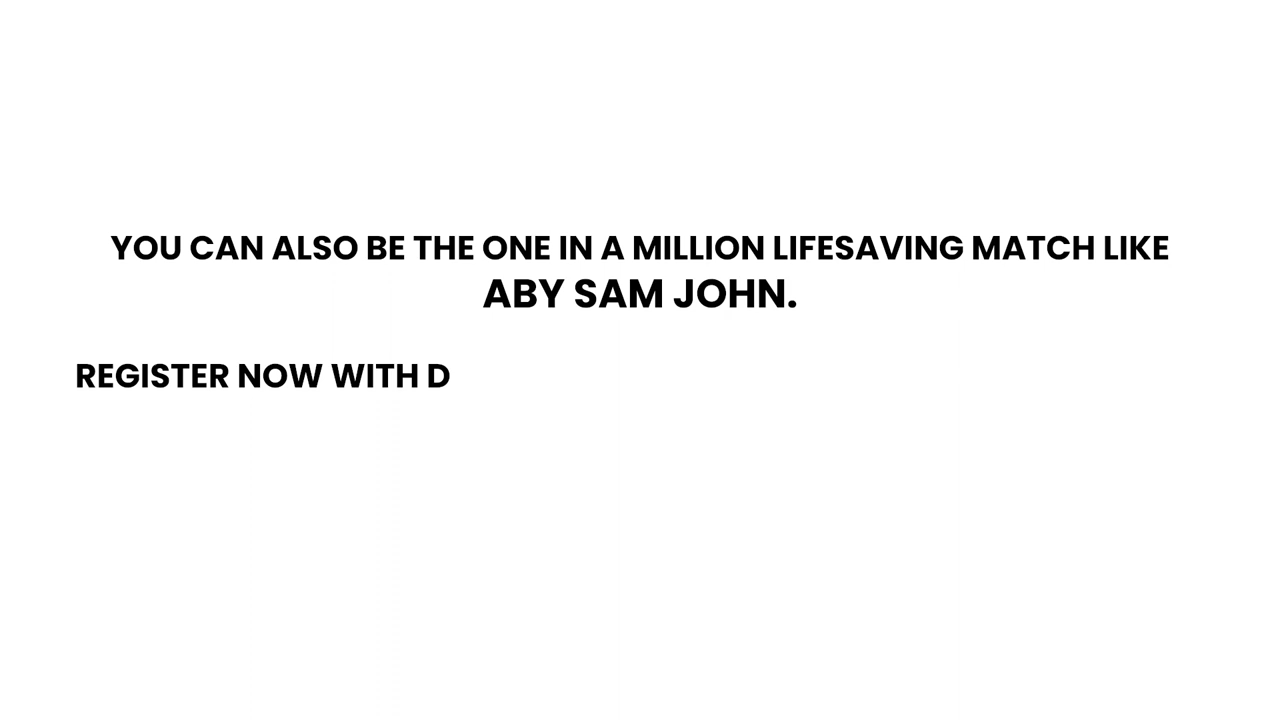 YOU CAN ALSO BE THE ONE IN A MILLION LIFESAVING MATCH LIKE
ABY SAM JOHN.
REGISTER NOW WITH D